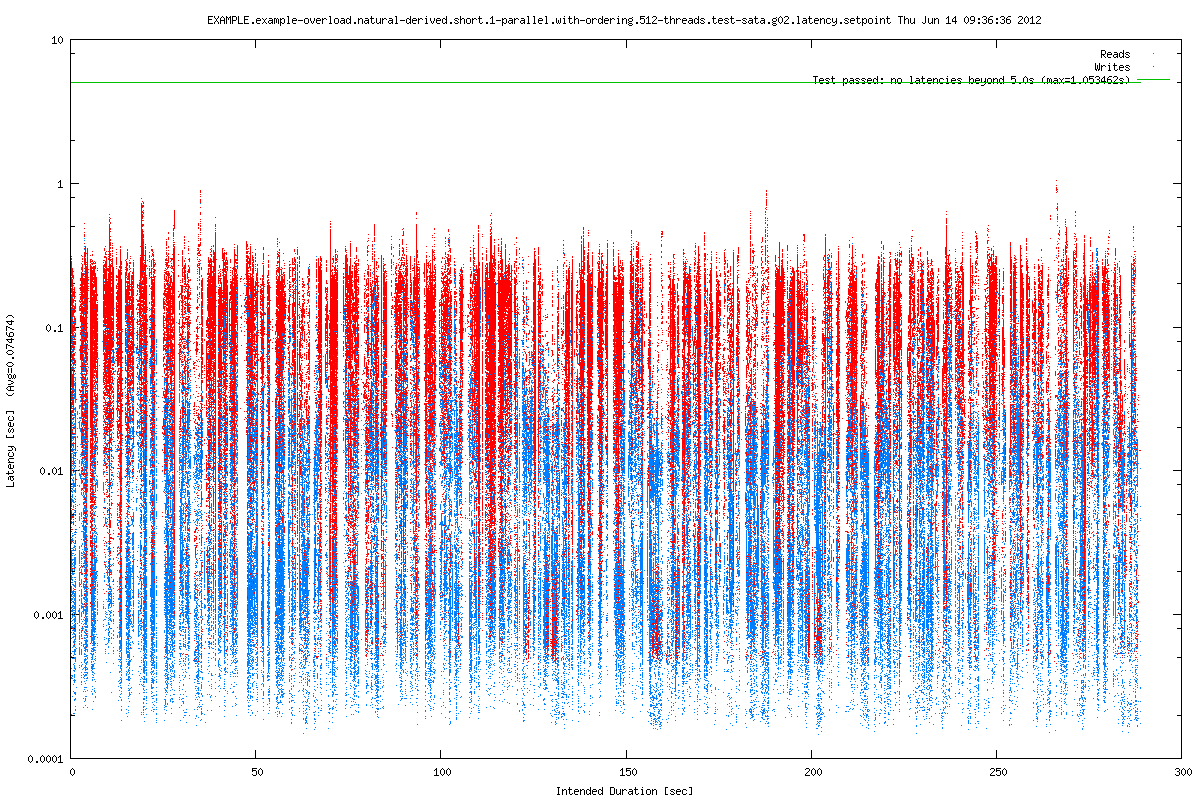 EXAMPLE.example-overload.natural-derived.short.1-parallel.with-ordering.512-threads.test-sata.g02.latency.setpoint Thu Jun 14 09:36:36 2012
Reads
Writes
Test passed: no latencies beyond 5.0s (max=1.053462s)
10
1
0.1
0.01
0.001
0.0001
Latency [sec] (Avg=0.074674)
0 50 100 150 200 250 300
Intended Duration [sec]